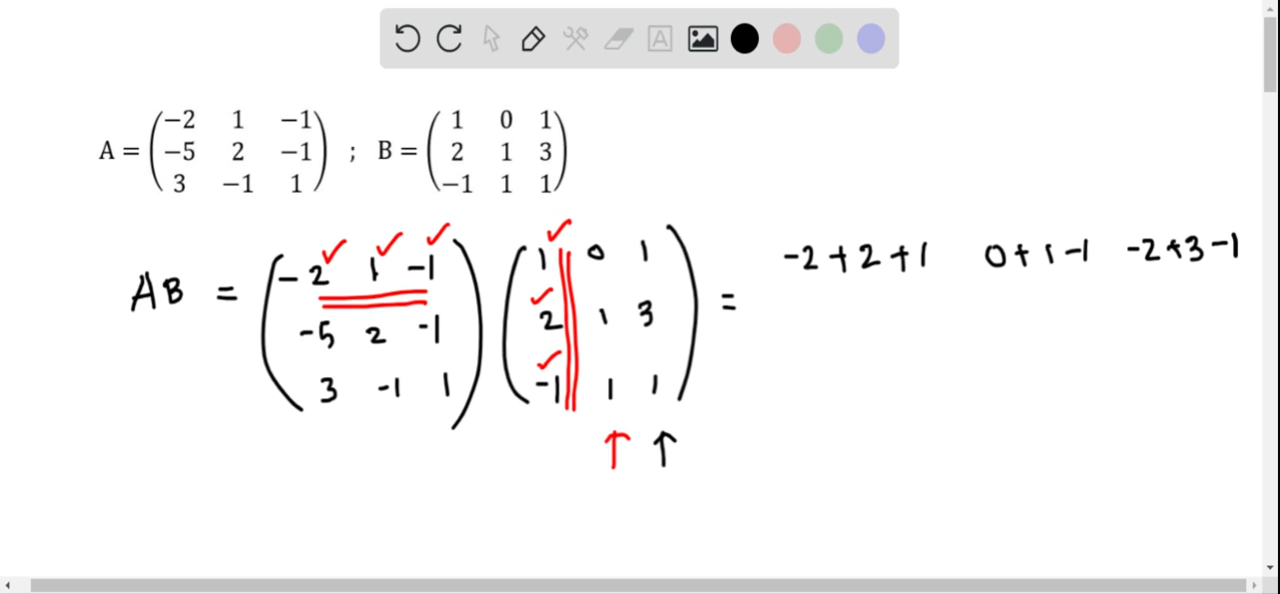 A = (−2 1 −1) ; B = (1 0 1)
(−5 2 −1) (2 1 3)
(3 −1 1) (−1 1 1)
AB = (-2 1 -1) (1 0 1) = -2+2+1 0+1-1 -2+3-1
(-5 2 -1) (2 1 3)
(3 -1 1) (-1 1 1)